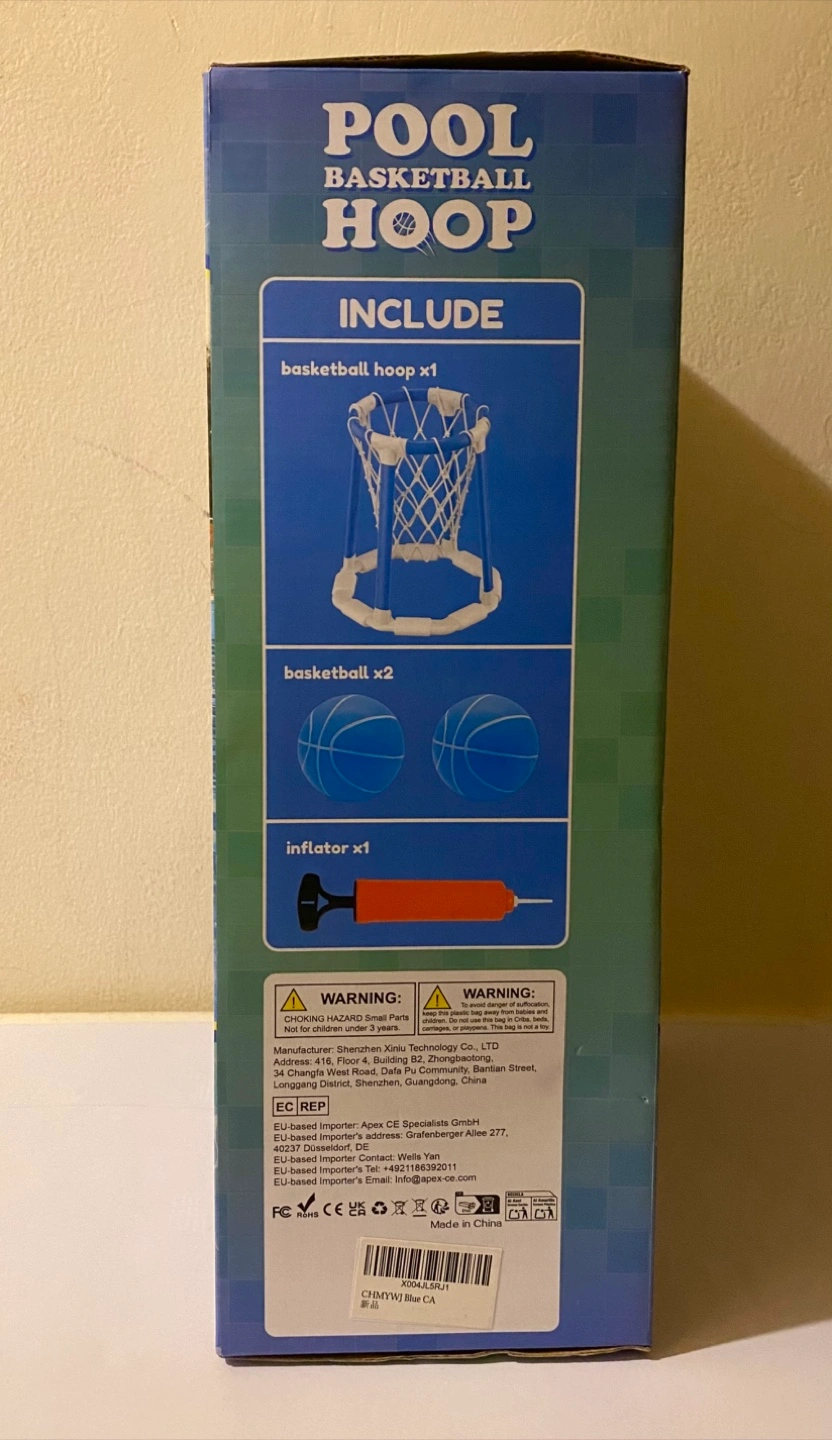 POOL
BASKETBALL
HOOP
INCLUDE
basketball hoop x1
basketball x2
inflator x1
WARNING:
CHOKING HAZARD Small Parts
Not for children under 3 years.
WARNING:
To avoid danger of suffocation,
keep this plastic bag away from babies and
children. Do not use this bag in Cribs, beds,
carriages, or playpens. This bag is not a toy.
Manufacturer: Shenzhen Xinlu Technology Co., LTD
Address: 416, Floor 4, Building B2, Zhongbaotong,
34 Changfa West Road, Dafa Pu Community, Bantian Street,
Longgang District, Shenzhen, Guangdong, China
EC REP
EU-based Importer: Apex CE Specialists GmbH
EU-based Importer's address: Grafenberger Allee 277,
40237 Düsseldorf, DE
EU-based Importer Contact: Wells Yan
EU-based Importer's Tel: +4921186392011
EU-based Importer's Email: Info@apex-ce.com
FC RoHS CE UK CA
RECICLA
Made in China
X004JL5RJ1
CHMYWJ Blue CA
新品